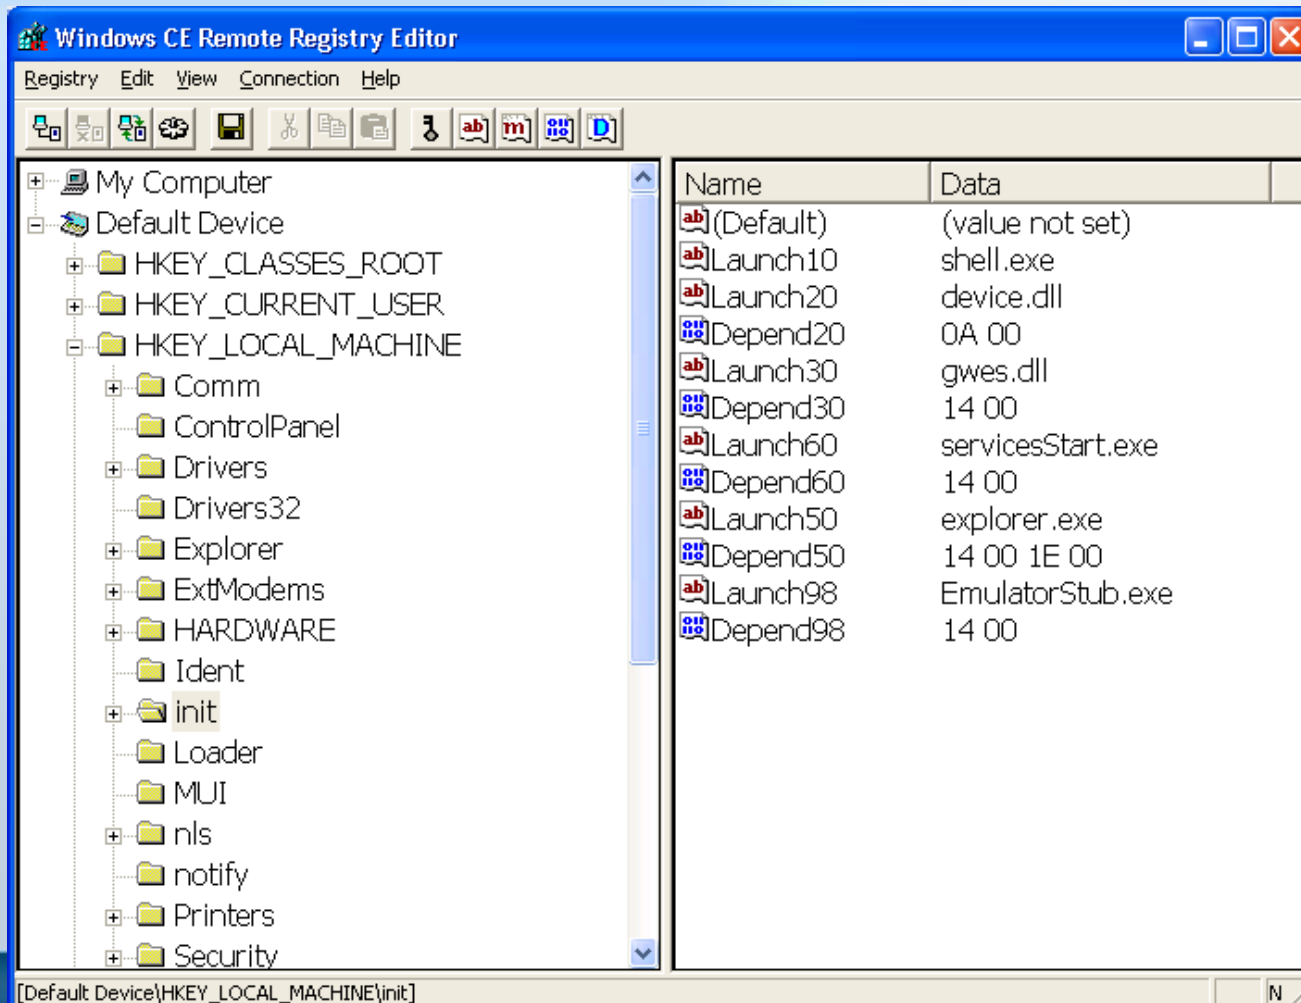 Windows CE Remote Registry Editor
Registry Edit View Connection Help
My Computer
Default Device
HKEY_CLASSES_ROOT
HKEY_CURRENT_USER
HKEY_LOCAL_MACHINE
Comm
ControlPanel
Drivers
Drivers32
Explorer
ExtModems
HARDWARE
Ident
init
Loader
MUI
nls
notify
Printers
Security
Name Data
(Default) (value not set)
Launch10 shell.exe
Launch20 device.dll
Depend20 0A 00
Launch30 gwes.dll
Depend30 14 00
Launch60 servicesStart.exe
Depend60 14 00
Launch50 explorer.exe
Depend50 14 00 1E 00
Launch98 EmulatorStub.exe
Depend98 14 00
[Default Device\HKEY_LOCAL_MACHINE\init] N